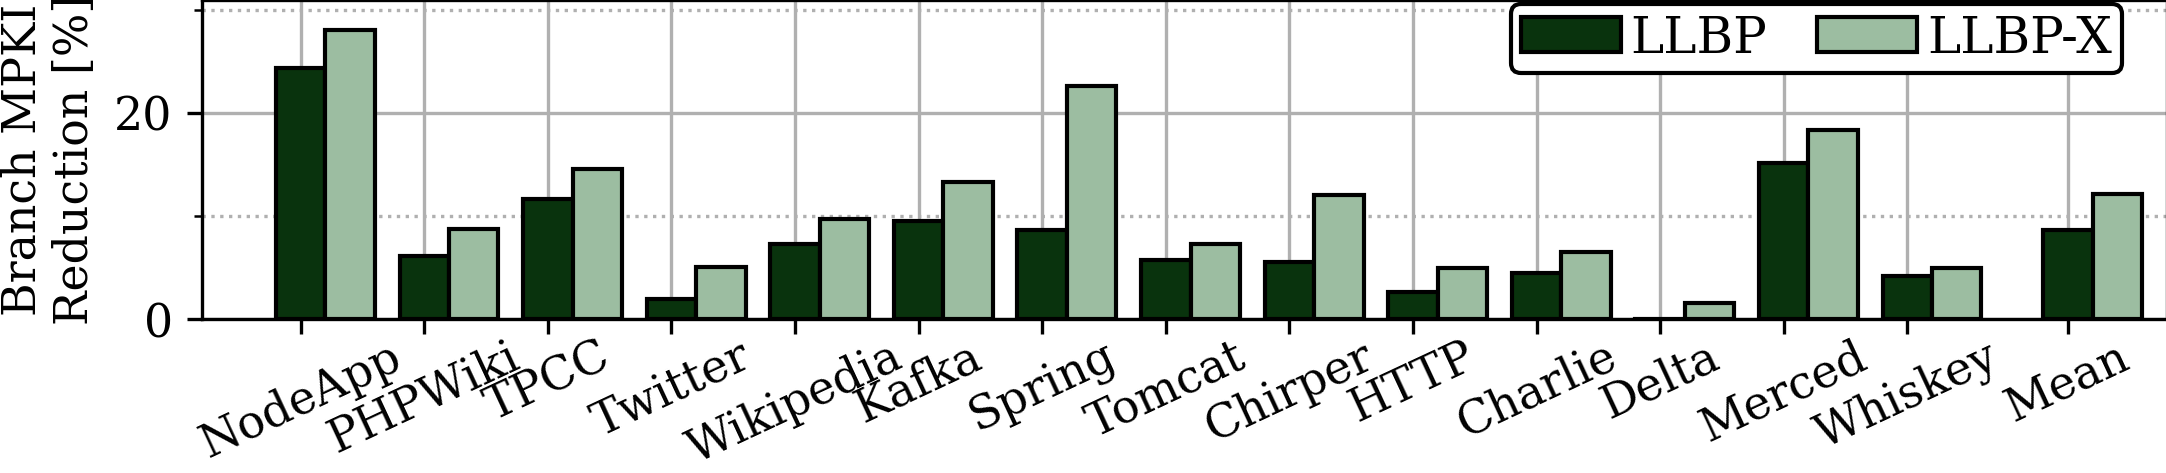 Branch MPKI
Reduction [%]
20
0
LLBP
LLBP-X
NodeApp
PHPWiki
TPCC
Twitter
Wikipedia
Kafka
Spring
Tomcat
Chirper
HTTP
Charlie
Delta
Merced
Whiskey
Mean